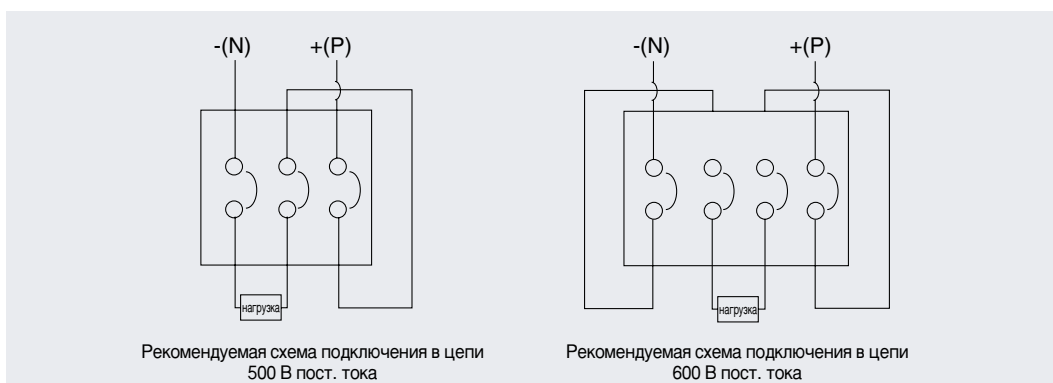 -(N) +(P)
-(N) +(P)
нагрузка
нагрузка
Рекомендуемая схема подключения в цепи
500 В пост. тока
Рекомендуемая схема подключения в цепи
600 В пост. тока